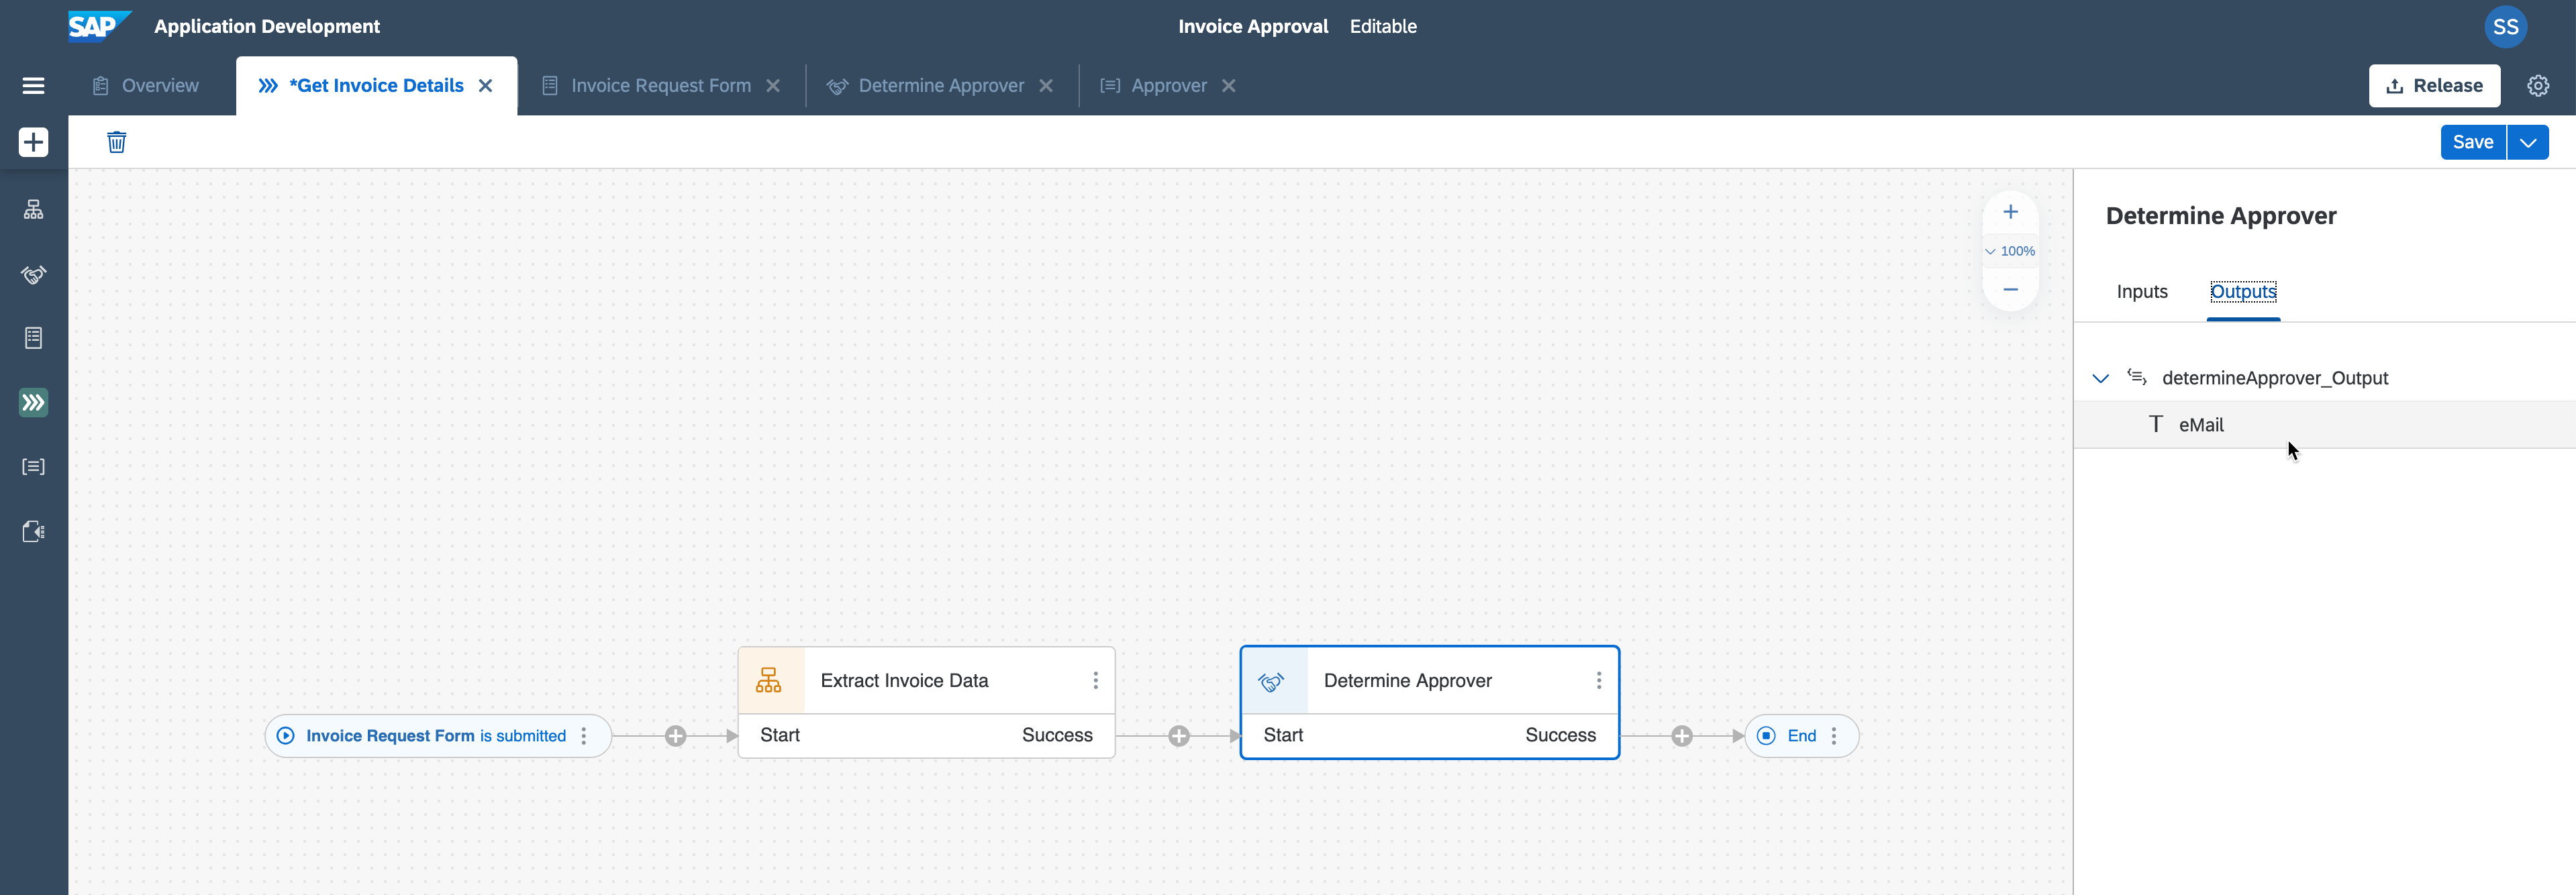 SAP Application Development
Invoice Approval Editable
SS
Overview
*Get Invoice Details
Invoice Request Form
Determine Approver
Approver
Release
Save
100%
Determine Approver
Inputs
Outputs
determineApprover_Output
eMail
Invoice Request Form is submitted
Extract Invoice Data
Start Success
Determine Approver
Start Success
End